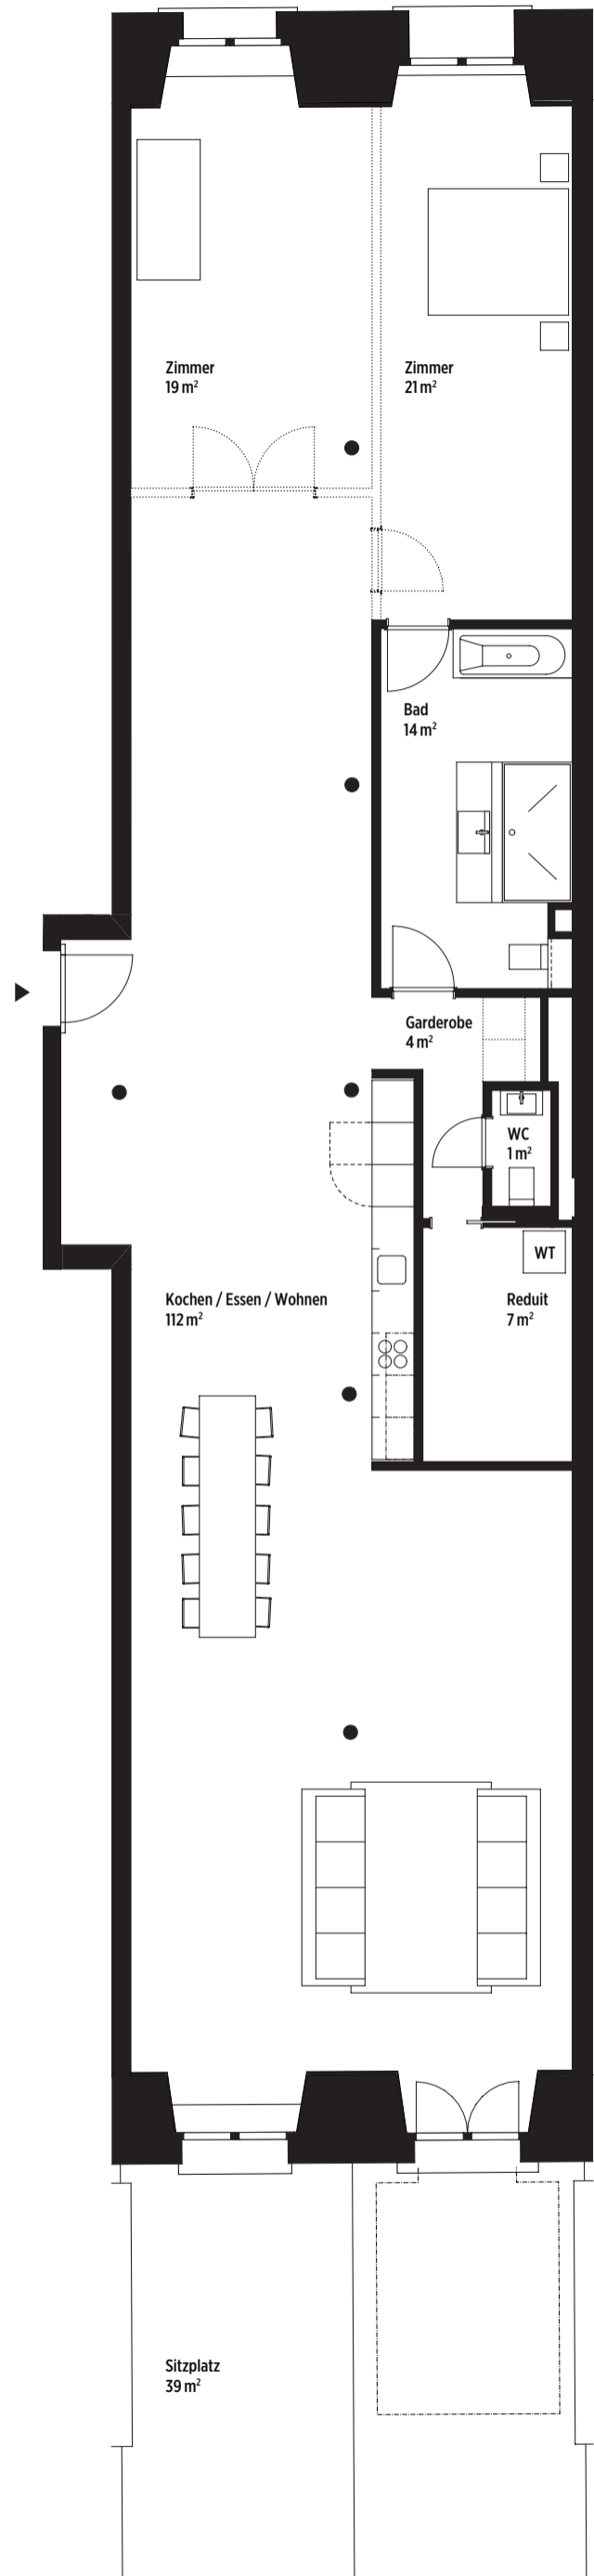 Zimmer
19 m²
Zimmer
21 m²
Bad
14 m²
Garderobe
4 m²
WC
1 m²
WT
Kochen / Essen / Wohnen
112 m²
Reduit
7 m²
Sitzplatz
39 m²